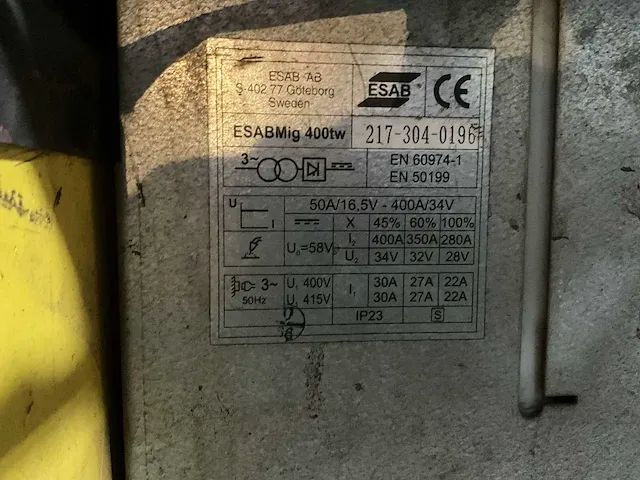 ESAB AB
S-402 77 Göteborg
Sweden
ESAB
CE
ESABMig 400tw
217-304-0196
3~
EN 60974-1
EN 50199
U
I
50A/16,5V - 400A/34V
X 45% 60% 100%
U₀=58V
I₂ 400A 350A 280A
U₂ 34V 32V 28V
3~
50Hz
U₁ 400V
U₁ 415V
I₁
30A 27A 22A
30A 27A 22A
IP23
S